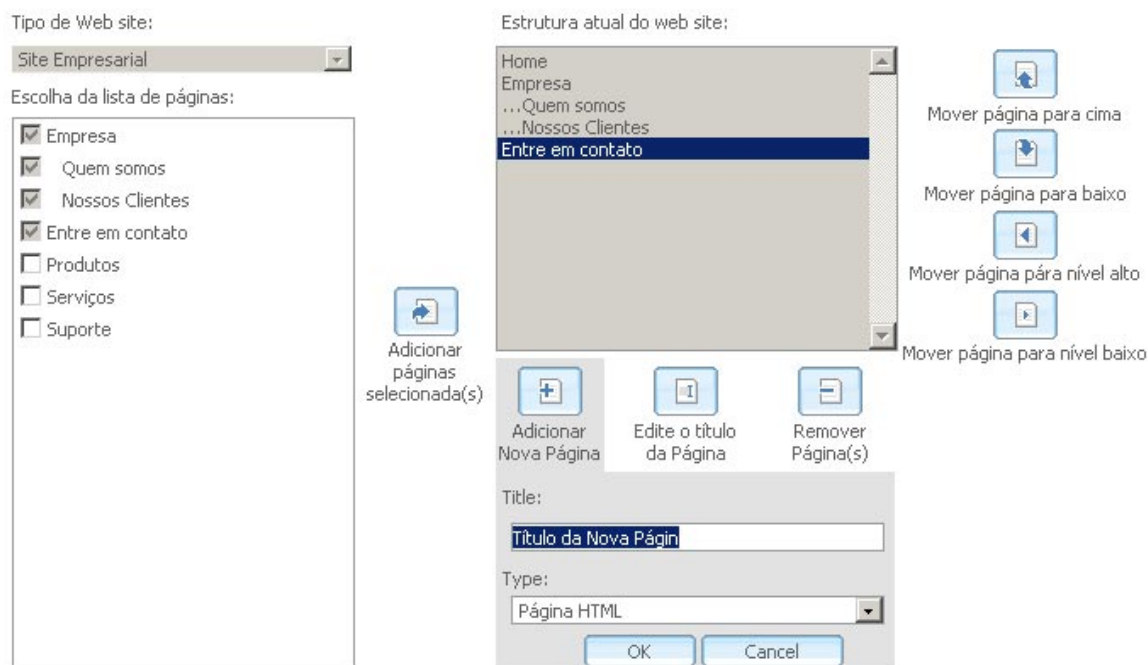 Tipo de Web site:
Site Empresarial
Escolha da lista de páginas:
Empresa
Quem somos
Nossos Clientes
Entre em contato
Produtos
Serviços
Suporte
Adicionar
páginas
selecionada(s)
Estrutura atual do web site:
Home
Empresa
...Quem somos
...Nossos Clientes
Entre em contato
Mover página para cima
Mover página para baixo
Mover página pára nível alto
Mover página para nível baixo
Adicionar
Nova Página
Edite o título
da Página
Remover
Página(s)
Title:
Título da Nova Págin
Type:
Página HTML
OK
Cancel